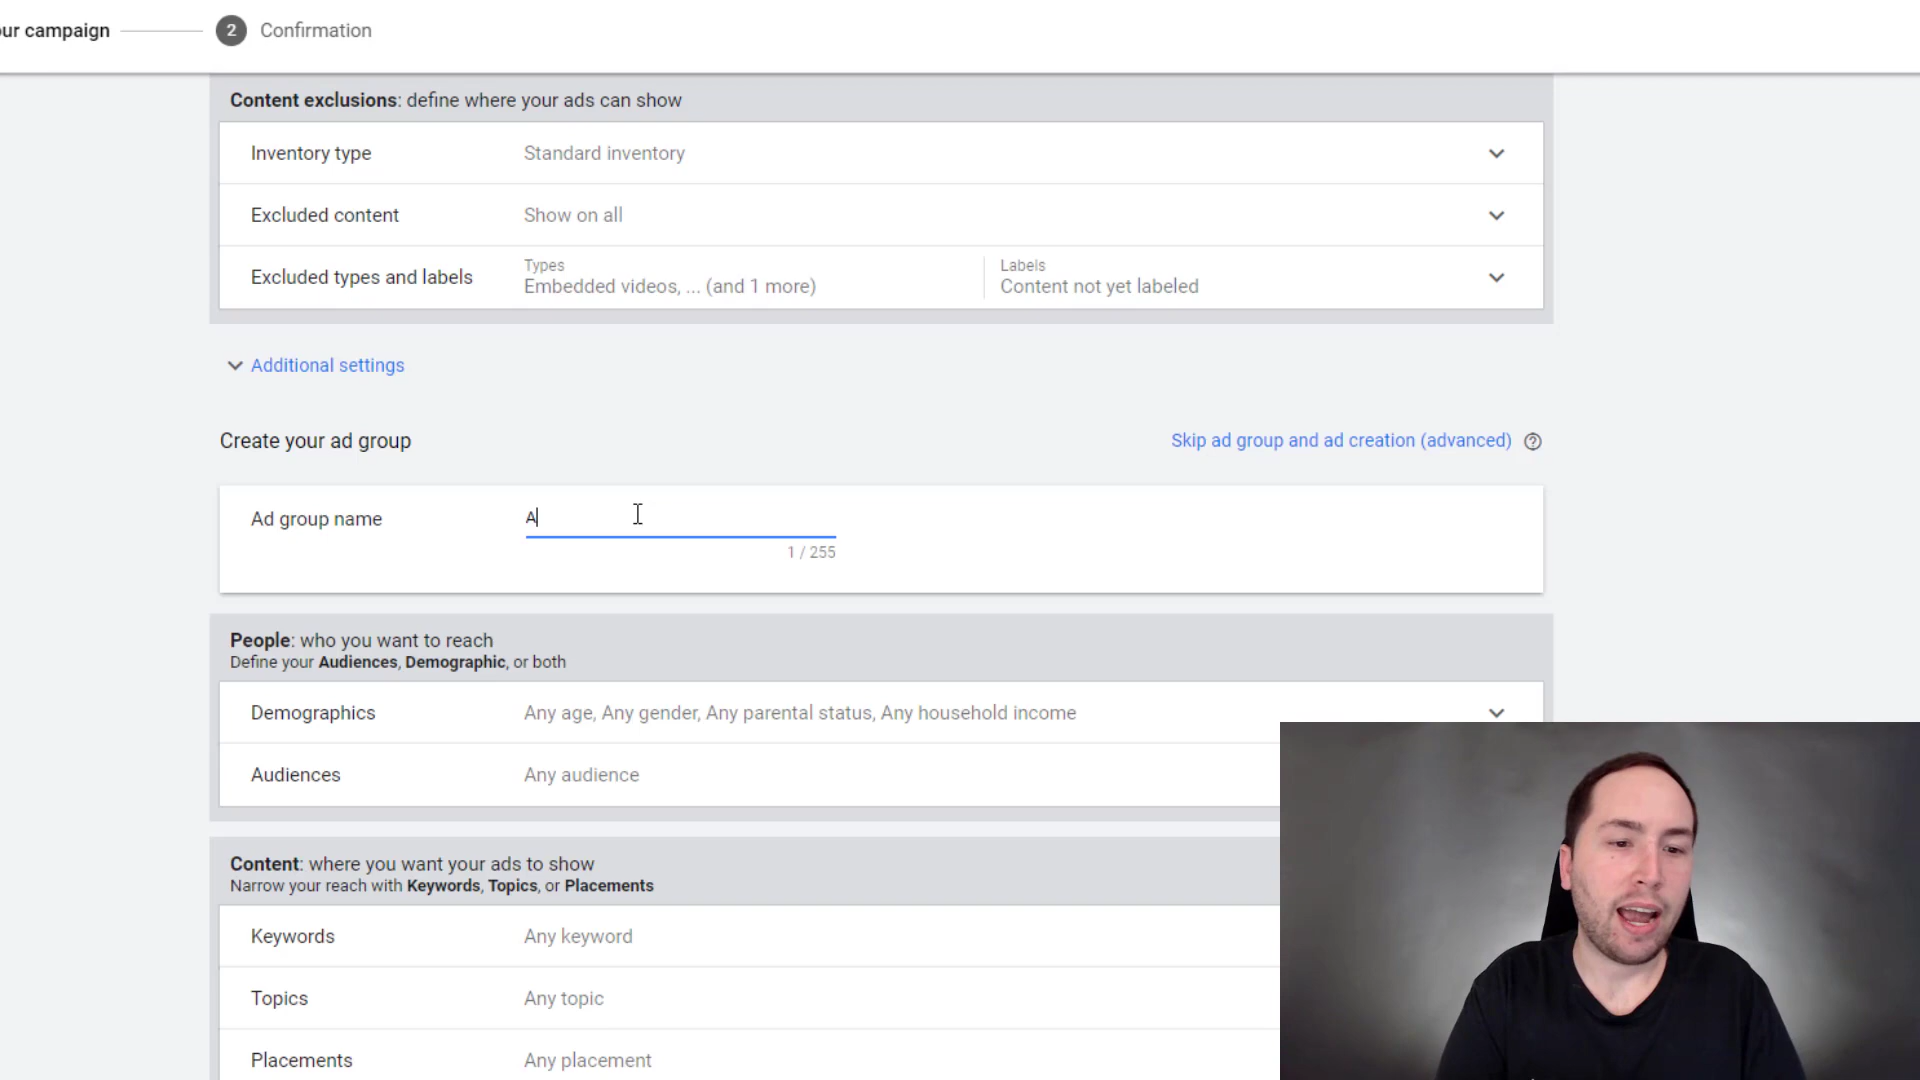 our campaign
2 Confirmation
Content exclusions: define where your ads can show
Inventory type Standard inventory
Excluded content Show on all
Excluded types and labels
Types
Embedded videos, ... (and 1 more)
Labels
Content not yet labeled
Additional settings
Create your ad group
Skip ad group and ad creation (advanced)
Ad group name A
1 / 255
People: who you want to reach
Define your Audiences, Demographic, or both
Demographics Any age, Any gender, Any parental status, Any household income
Audiences Any audience
Content: where you want your ads to show
Narrow your reach with Keywords, Topics, or Placements
Keywords Any keyword
Topics Any topic
Placements Any placement